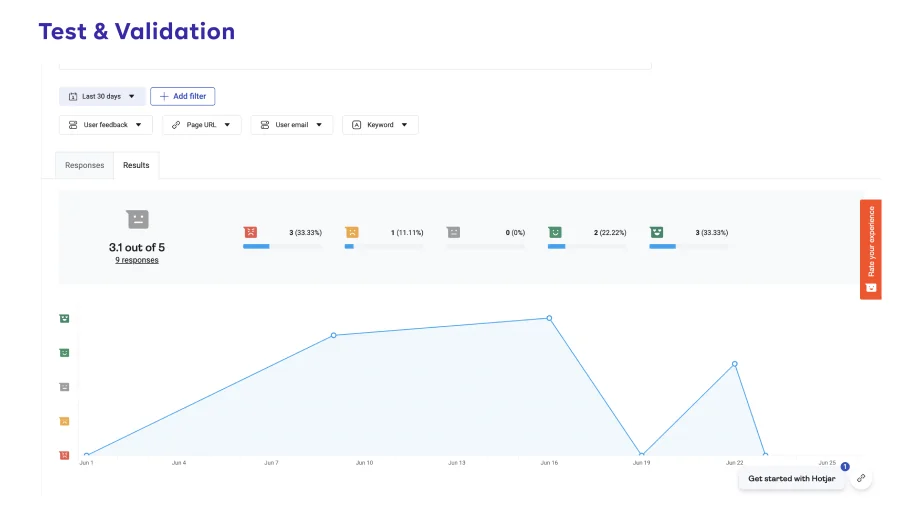 Test & Validation
Last 30 days
Add filter
User feedback
Page URL
User email
A Keyword
Responses
Results
3.1 out of 5
9 responses
3 (33.33%)
1 (11.11%)
0 (0%)
2 (22.22%)
3 (33.33%)
Rate your experience
Jun 1
Jun 4
Jun 7
Jun 10
Jun 13
Jun 16
Jun 19
Jun 22
Jun 25
1
Get started with Hotjar